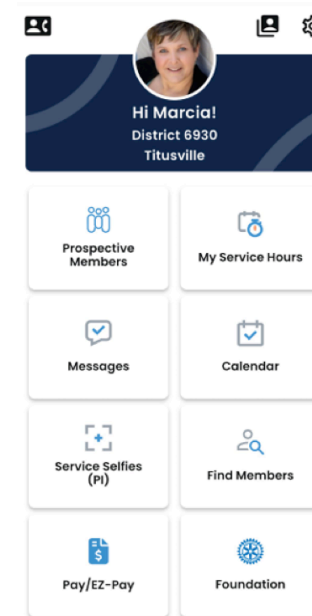 Hi Marcia!
District 6930
Titusville
Prospective
Members
My Service Hours
Messages
Calendar
Service Selfies
(PI)
Find Members
Pay/EZ-Pay
Foundation